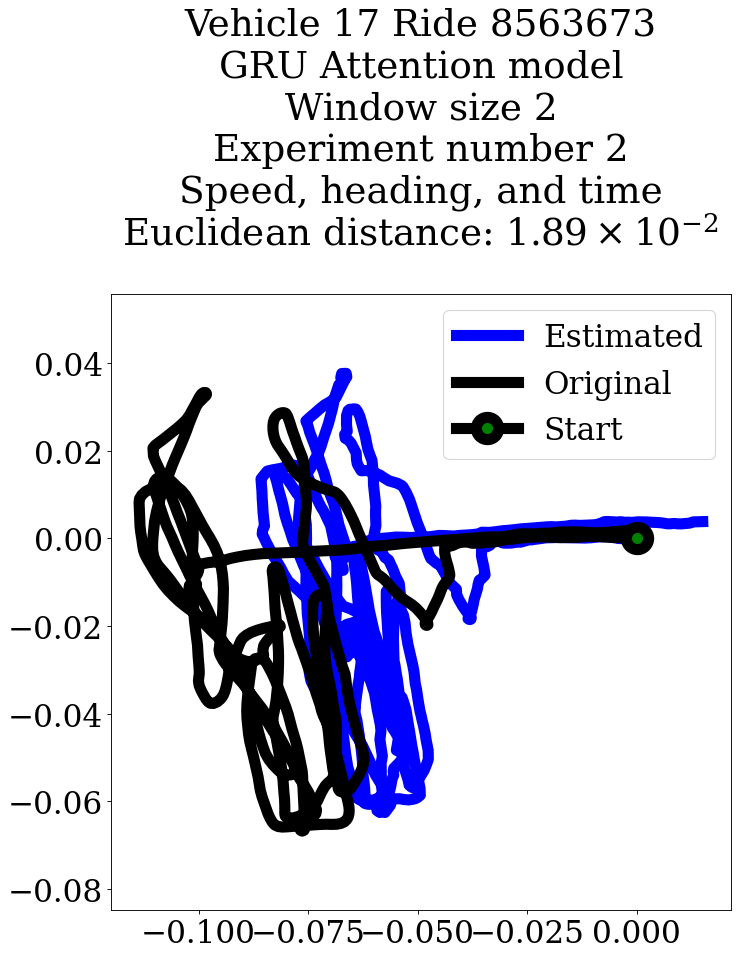 Vehicle 17 Ride 8563673
GRU Attention model
Window size 2
Experiment number 2
Speed, heading, and time
Euclidean distance: 1.89 × 10⁻²
Estimated
Original
Start
0.04
0.02
0.00
−0.02
−0.04
−0.06
−0.08
−0.100 −0.075 −0.050 −0.025 0.000